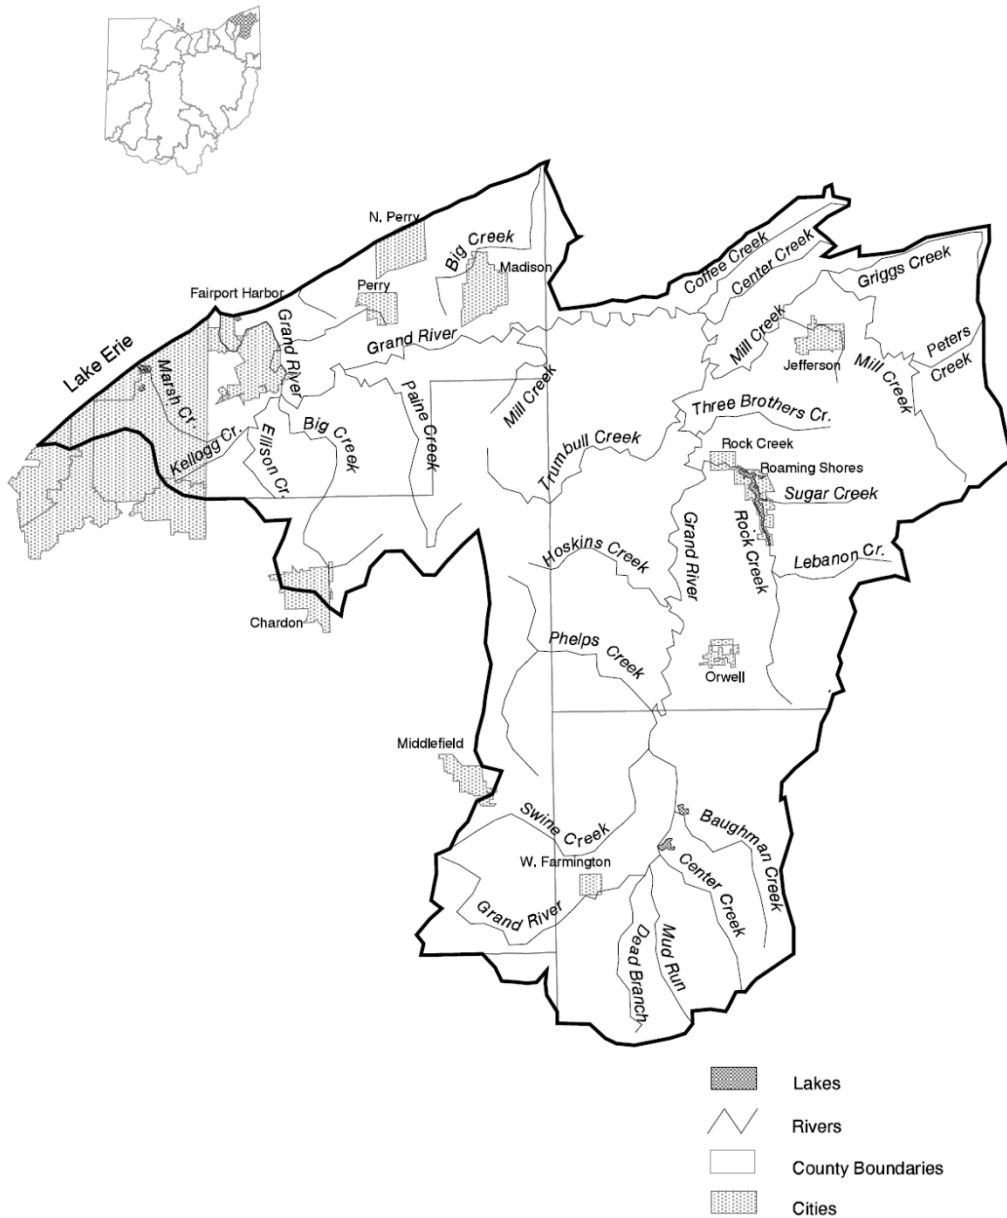 N. Perry
Big Creek
Madison
Coffee Creek
Center Creek
Griggs Creek
Fairport Harbor
Perry
Grand River
Grand River
Lake Erie
Marsh Cr.
Mill Creek
Jefferson
Mill Creek
Peters
Creek
Mill Creek
Paine Creek
Three Brothers Cr.
Kellogg Cr.
Ellison Cr.
Big Creek
Trumbull Creek
Rock Creek
Roaming Shores
Sugar Creek
Rock Creek
Grand River
Hoskins Creek
Lebanon Cr.
Chardon
Phelps Creek
Orwell
Middlefield
Swine Creek
Baughman Creek
W. Farmington
Center Creek
Grand River
Dead Branch
Mud Run
Lakes
Rivers
County Boundaries
Cities